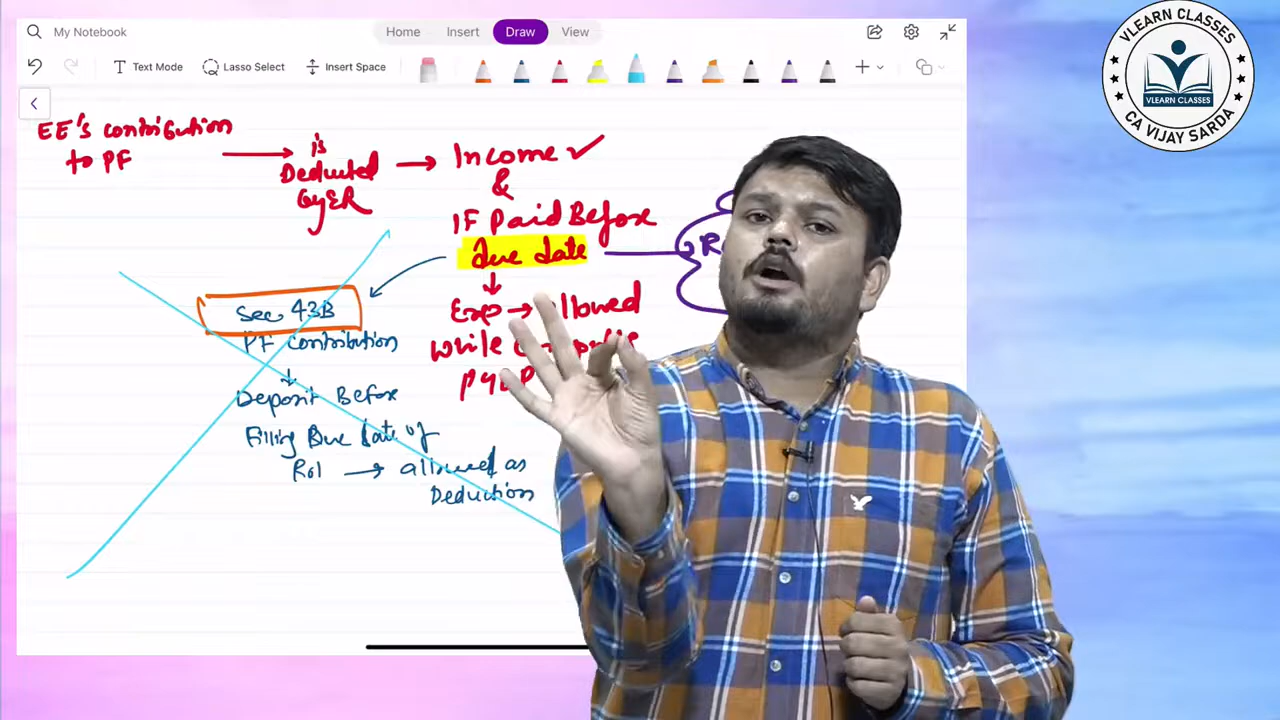 My Notebook
Home Insert Draw View
Text Mode Lasso Select Insert Space
EE's contribution
to PF
is
Deducted
By ER
Income ✓
&
IF Paid Before
due date
Exp → allowed
while
Sec 43B
PF contribution
Deposit Before
Filling Due date of
RoI → allowed as
Deduction
VLEARN CLASSES
VLEARN CLASSES
CA VIJAY SARDA